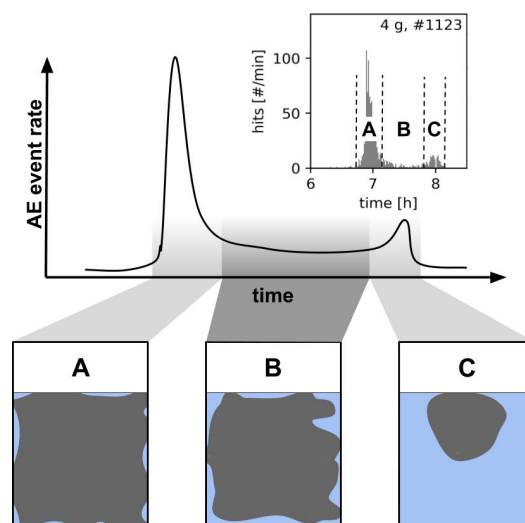 4 g, #1123
hits [#/min]
100
50
0
A
B
C
6
7
8
time [h]
AE event rate
time
A
B
C